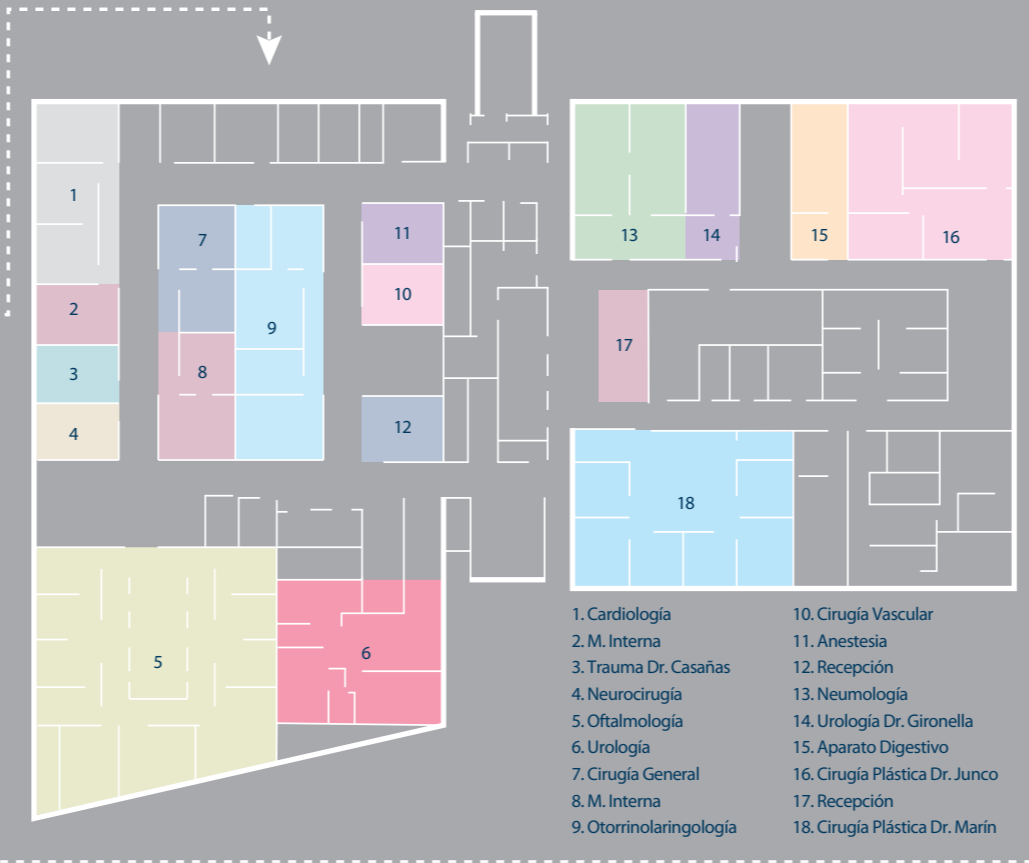 1
2
3
4
5
6
7
8
9
10
11
12
13
14
15
16
17
18
1. Cardiología
2. M. Interna
3. Trauma Dr. Casañas
4. Neurocirugía
5. Oftalmología
6. Urología
7. Cirugía General
8. M. Interna
9. Otorrinolaringología
10. Cirugía Vascular
11. Anestesia
12. Recepción
13. Neumología
14. Urología Dr. Gironella
15. Aparato Digestivo
16. Cirugía Plástica Dr. Junco
17. Recepción
18. Cirugía Plástica Dr. Marín